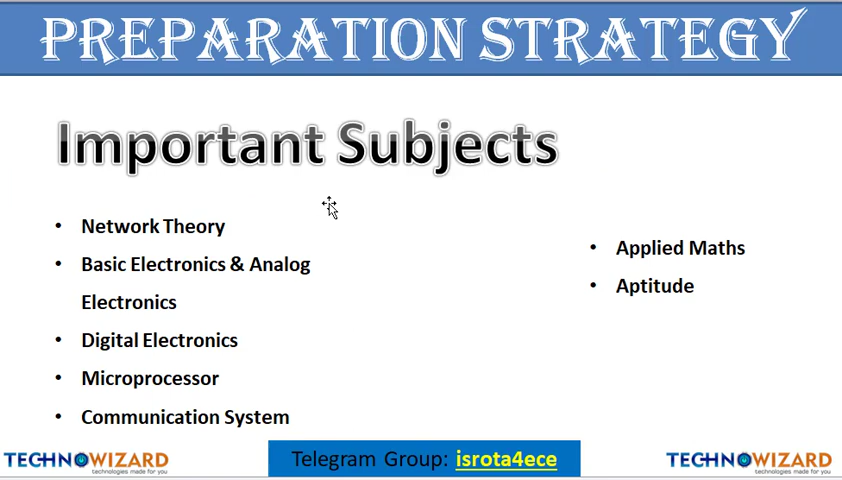 PREPARATION STRATEGY
Important Subjects
• Network Theory
• Basic Electronics & Analog
Electronics
• Digital Electronics
• Microprocessor
• Communication System
• Applied Maths
• Aptitude
TECHNOWIZARD
technologies made for you
Telegram Group: isrota4ece
TECHNOWIZARD
technologies made for you